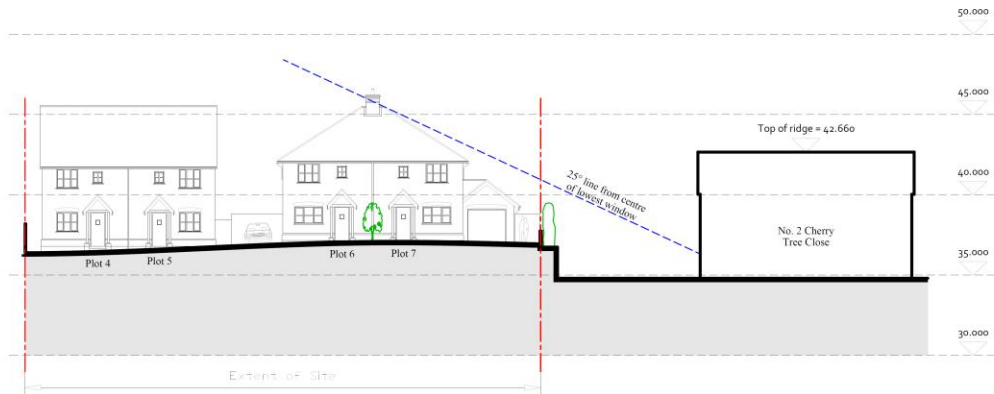 50.000
45.000
Top of ridge = 42.660
40.000
25° line from centre
of lowest window
No. 2 Cherry
Tree Close
35.000
Plot 4
Plot 5
Plot 6
Plot 7
30.000
Extent of Site